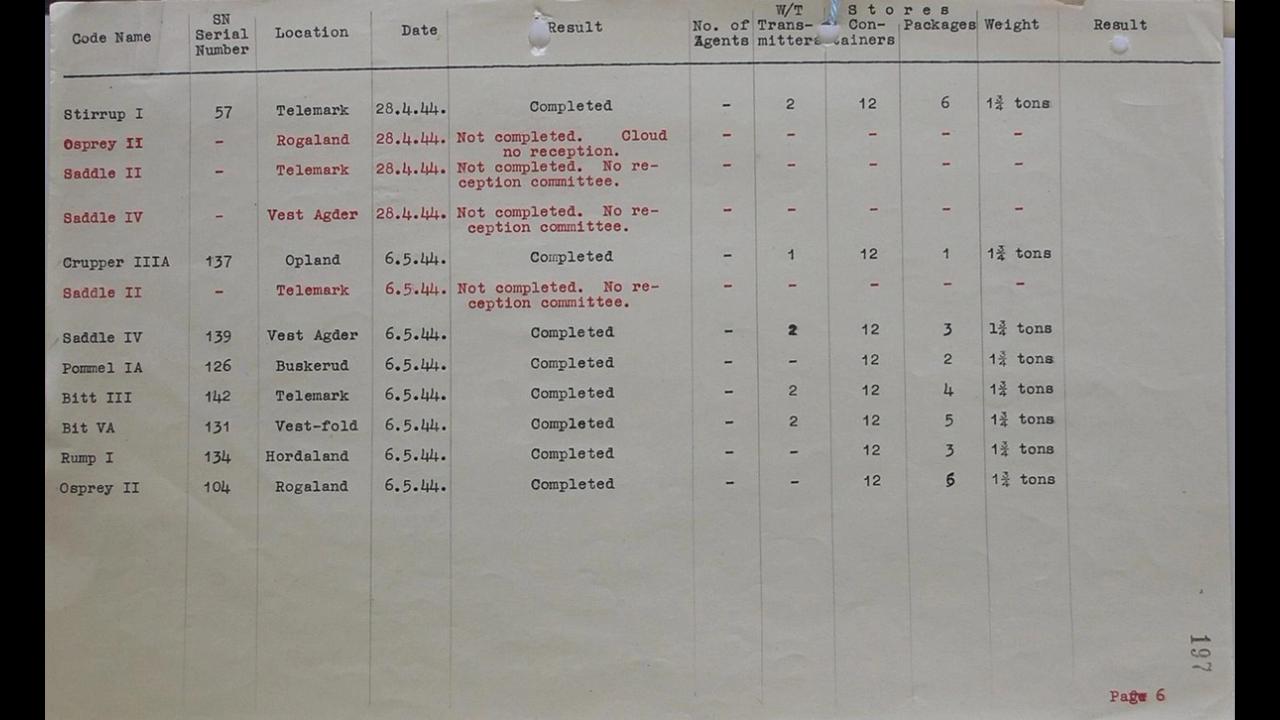 W/T S t o r e s
SN
Code Name Serial Location Date Result No. of Trans- Con- Packages Weight Result
Number Agents mitters tainers
Stirrup I 57 Telemark 28.4.44. Completed - 2 12 6 1¾ tons
Osprey II - Rogaland 28.4.44. Not completed. Cloud - - - - -
no reception.
Saddle II - Telemark 28.4.44. Not completed. No re- - - - - -
ception committee.
Saddle IV - Vest Agder 28.4.44. Not completed. No re- - - - - -
ception committee.
Crupper IIIA 137 Opland 6.5.44. Completed - 1 12 1 1¾ tons
Saddle II - Telemark 6.5.44. Not completed. No re- - - - - -
ception committee.
Saddle IV 139 Vest Agder 6.5.44. Completed - 2 12 3 1¾ tons
Pommel IA 126 Buskerud 6.5.44. Completed - - 12 2 1¾ tons
Bitt III 142 Telemark 6.5.44. Completed - 2 12 4 1¾ tons
Bit VA 131 Vest-fold 6.5.44. Completed - 2 12 5 1¾ tons
Rump I 134 Hordaland 6.5.44. Completed - - 12 3 1¾ tons
Osprey II 104 Rogaland 6.5.44. Completed - - 12 1¾ tons
197
Page 6